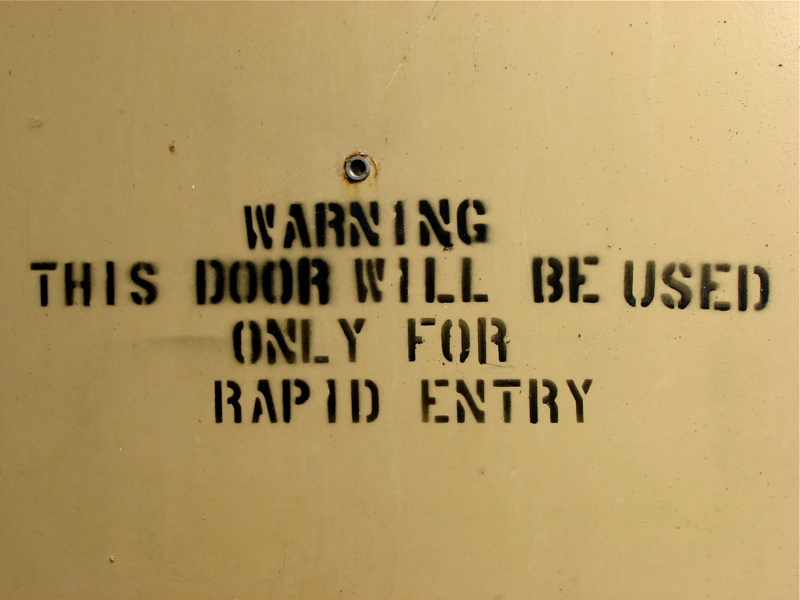 WARNING
THIS DOOR WILL BE USED
ONLY FOR
RAPID ENTRY